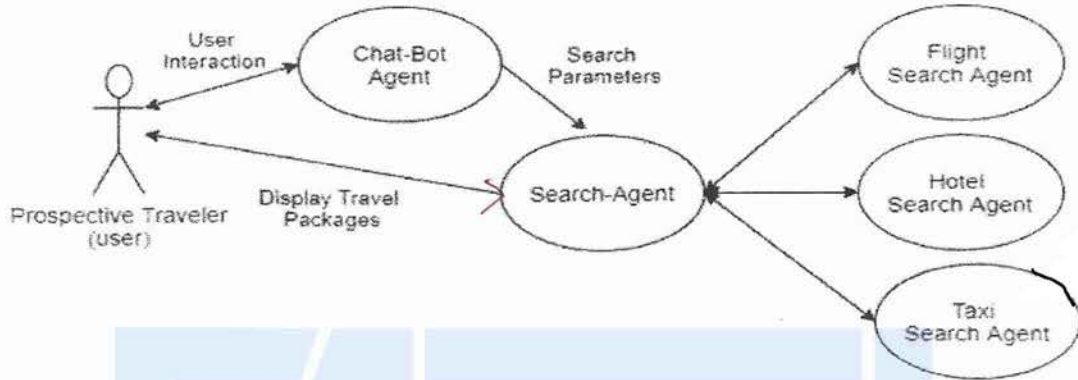 User
Interaction
Chat-Bot
Agent
Search
Parameters
Flight
Search Agent
Search-Agent
Hotel
Search Agent
Display Travel
Packages
Prospective Traveler
(user)
Taxi
Search Agent